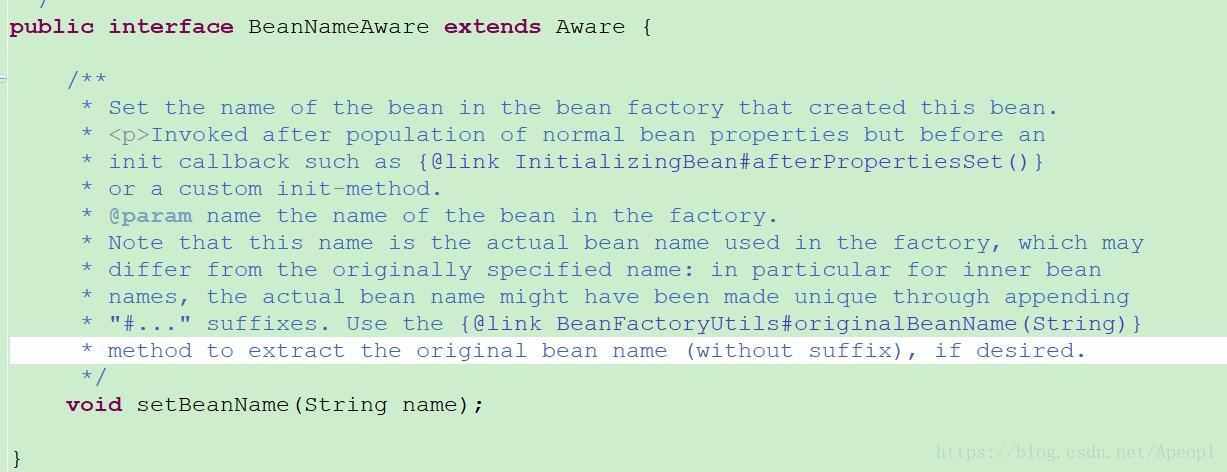 */
public interface BeanNameAware extends Aware {
/**
* Set the name of the bean in the bean factory that created this bean.
* <p>Invoked after population of normal bean properties but before an
* init callback such as {@link InitializingBean#afterPropertiesSet()}
* or a custom init-method.
* @param name the name of the bean in the factory.
* Note that this name is the actual bean name used in the factory, which may
* differ from the originally specified name: in particular for inner bean
* names, the actual bean name might have been made unique through appending
* "#..." suffixes. Use the {@link BeanFactoryUtils#originalBeanName(String)}
* method to extract the original bean name (without suffix), if desired.
*/
void setBeanName(String name);
}
https://blog.csdn.net/Apeopl